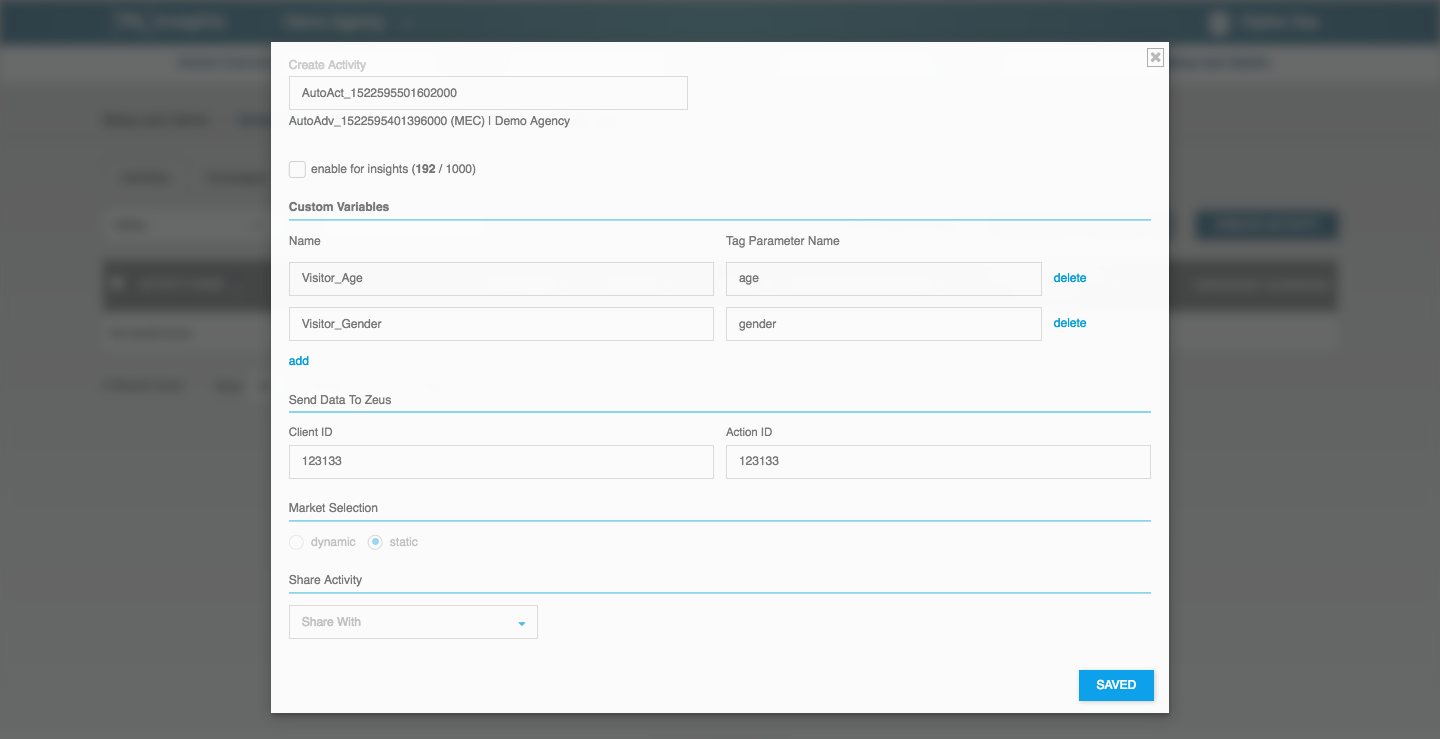 Create Activity
AutoAct_1522595501602000
AutoAdv_1522595401396000 (MEC) | Demo Agency
enable for insights (192 / 1000)
Custom Variables
Name Tag Parameter Name
Visitor_Age age delete
Visitor_Gender gender delete
add
Send Data To Zeus
Client ID Action ID
123133 123133
Market Selection
dynamic static
Share Activity
Share With
SAVED